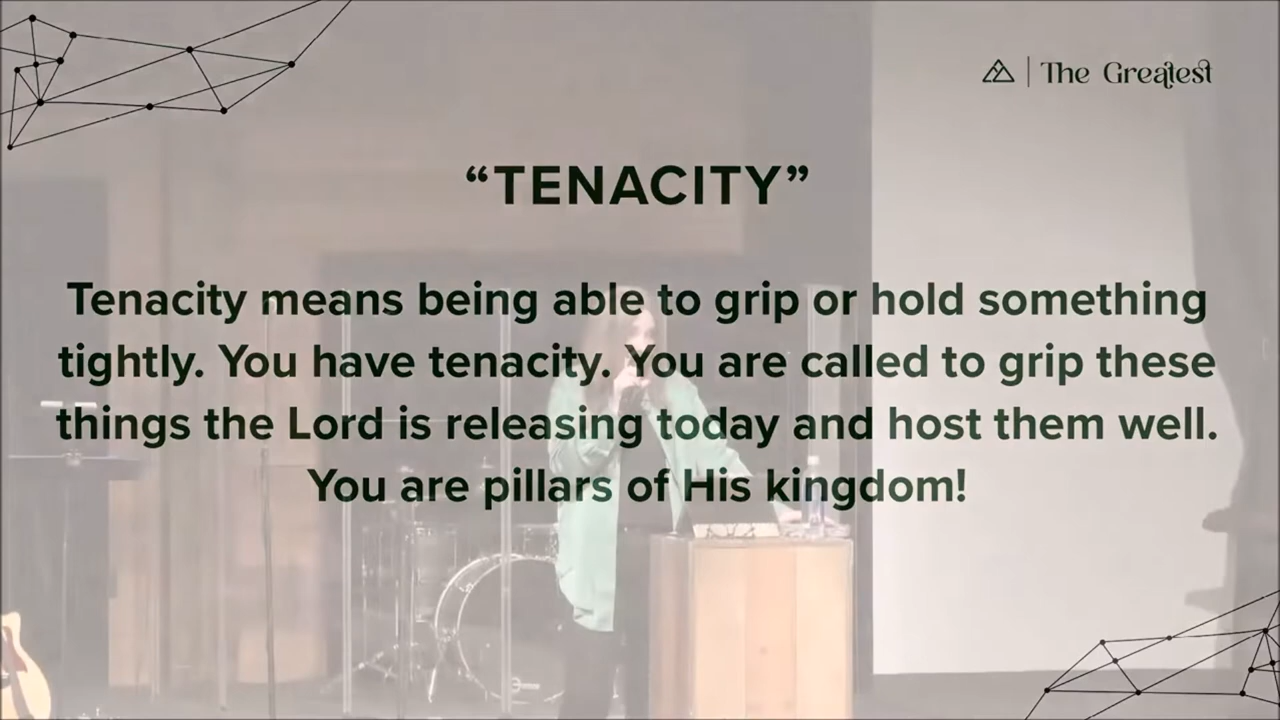 The Greatest
“TENACITY”
Tenacity means being able to grip or hold something
tightly. You have tenacity. You are called to grip these
things the Lord is releasing today and host them well.
You are pillars of His kingdom!